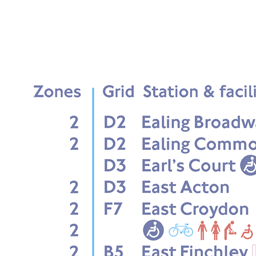 Zones Grid Station & facili
2 D2 Ealing Broadwa
2 D2 Ealing Commo
D3 Earl's Court
2 D3 East Acton
2 F7 East Croydon
2
2 B5 East Finchley